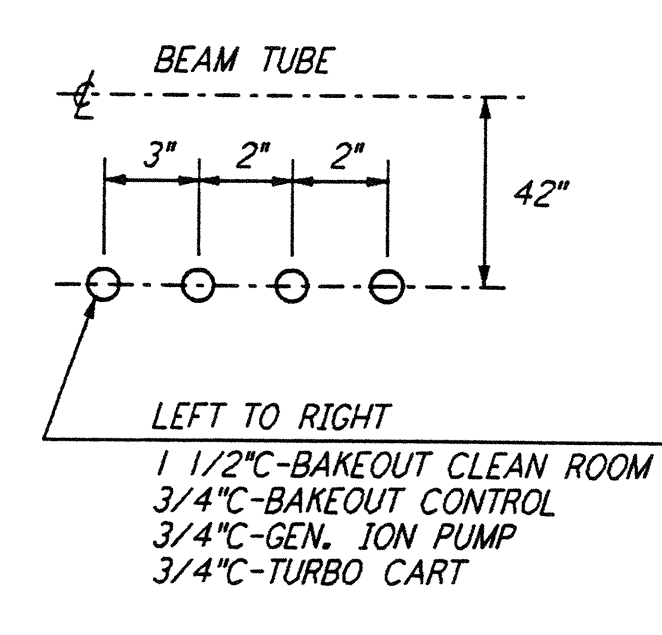 BEAM TUBE
℄
3" 2" 2"
42"
LEFT TO RIGHT
1 1/2"C-BAKEOUT CLEAN ROOM
3/4"C-BAKEOUT CONTROL
3/4"C-GEN. ION PUMP
3/4"C-TURBO CART